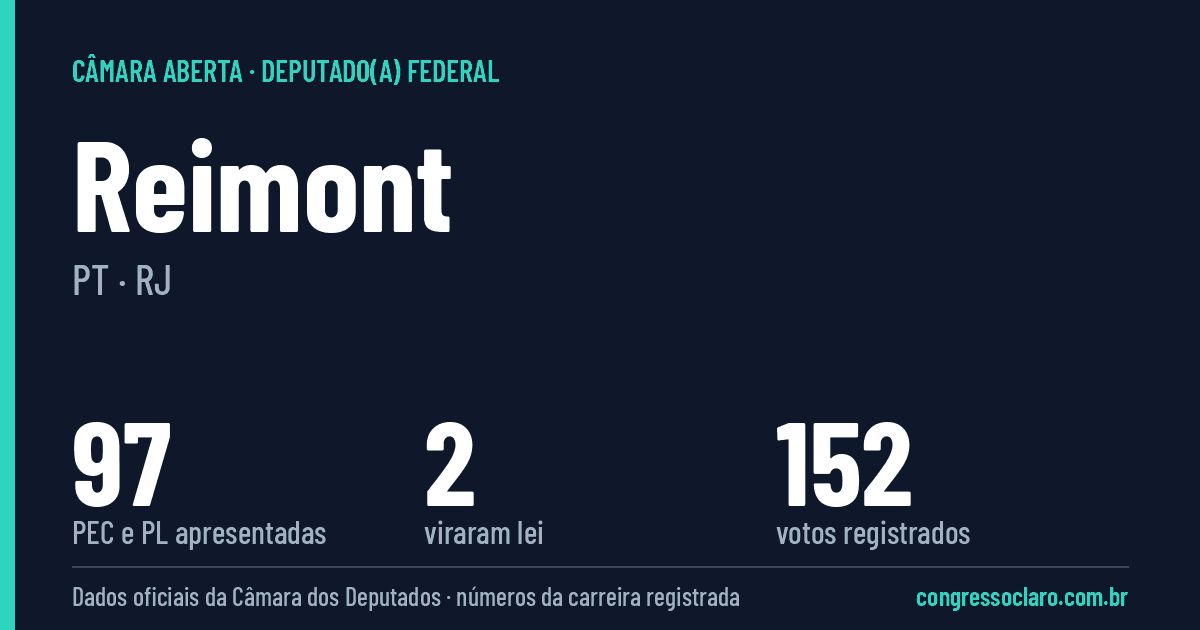 CÂMARA ABERTA · DEPUTADO(A) FEDERAL
Reimont
PT · RJ
97 2 152
PEC e PL apresentadas viraram lei votos registrados
Dados oficiais da Câmara dos Deputados · números da carreira registrada congressoclaro.com.br